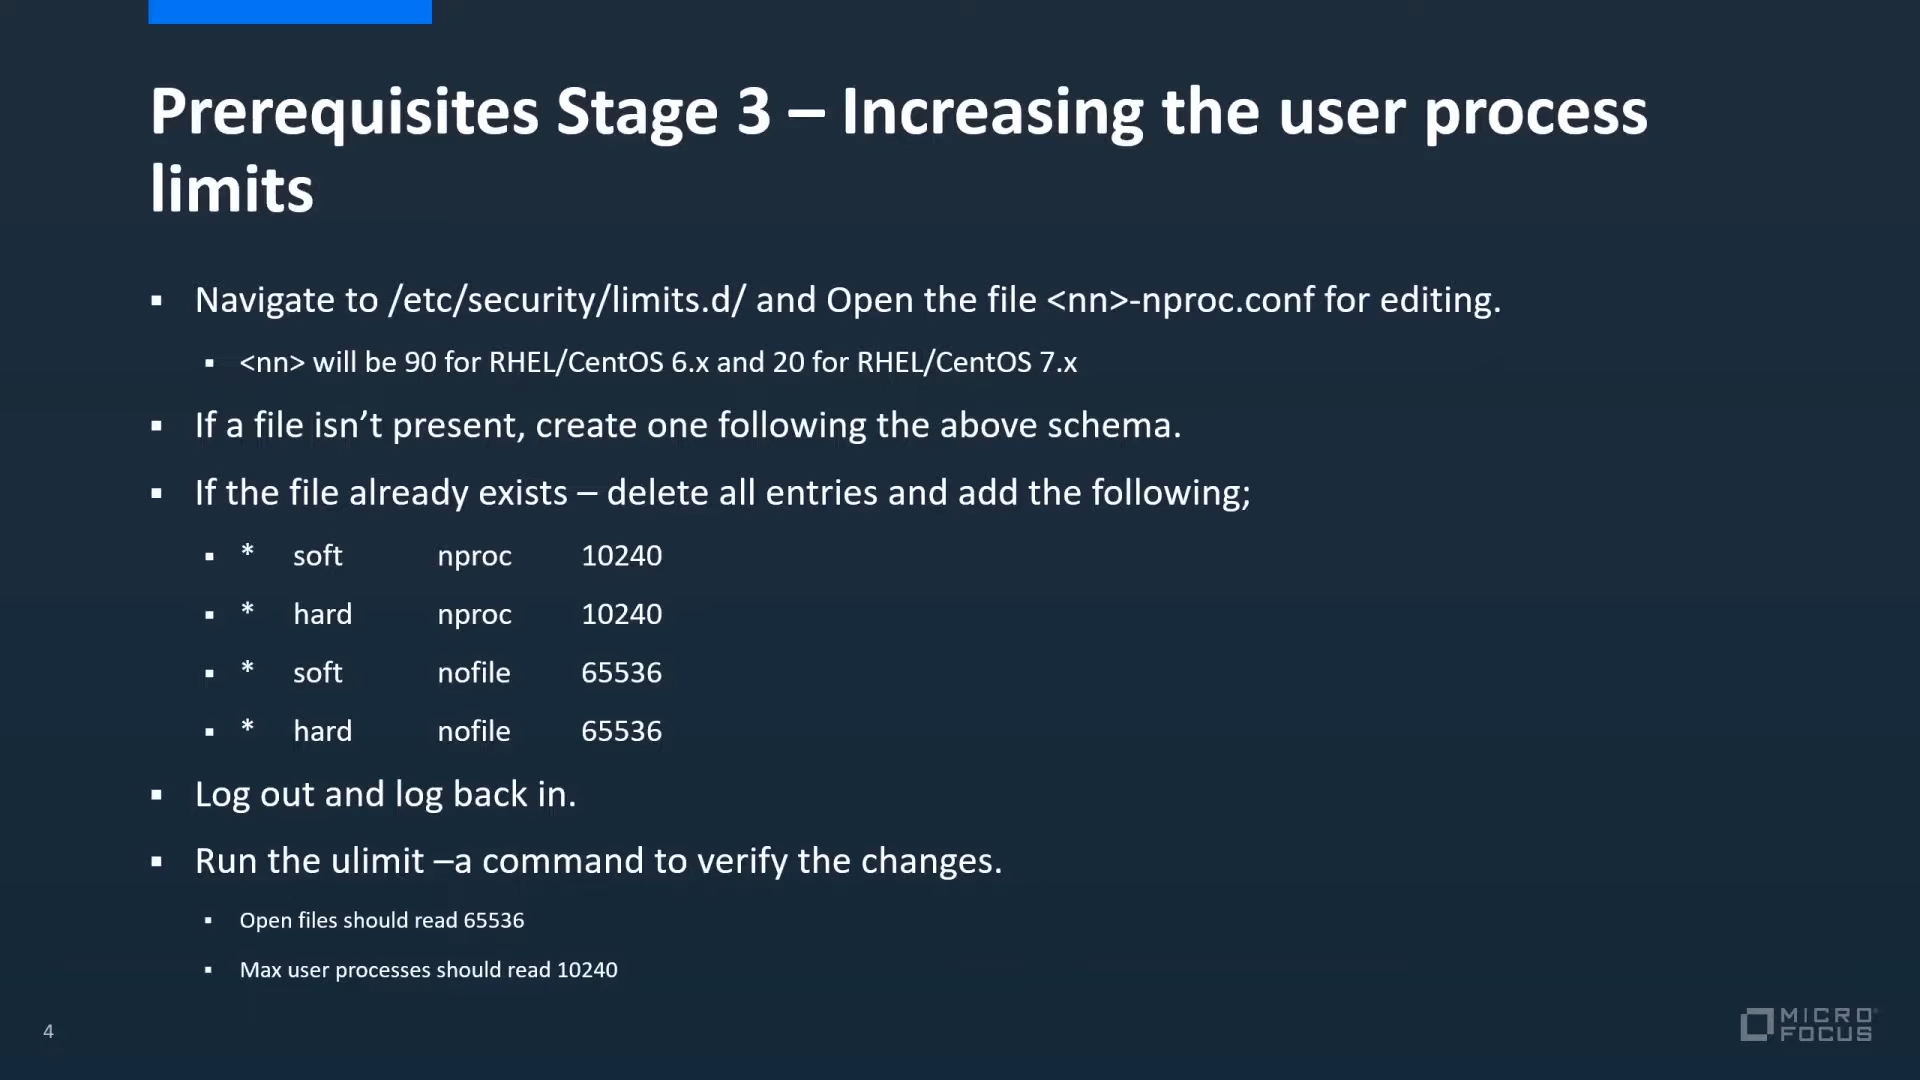 Prerequisites Stage 3 – Increasing the user process
limits
▪ Navigate to /etc/security/limits.d/ and Open the file <nn>-nproc.conf for editing.
▪ <nn> will be 90 for RHEL/CentOS 6.x and 20 for RHEL/CentOS 7.x
▪ If a file isn’t present, create one following the above schema.
▪ If the file already exists – delete all entries and add the following;
▪ * soft nproc 10240
▪ * hard nproc 10240
▪ * soft nofile 65536
▪ * hard nofile 65536
▪ Log out and log back in.
▪ Run the ulimit –a command to verify the changes.
▪ Open files should read 65536
▪ Max user processes should read 10240
4
MICRO
FOCUS